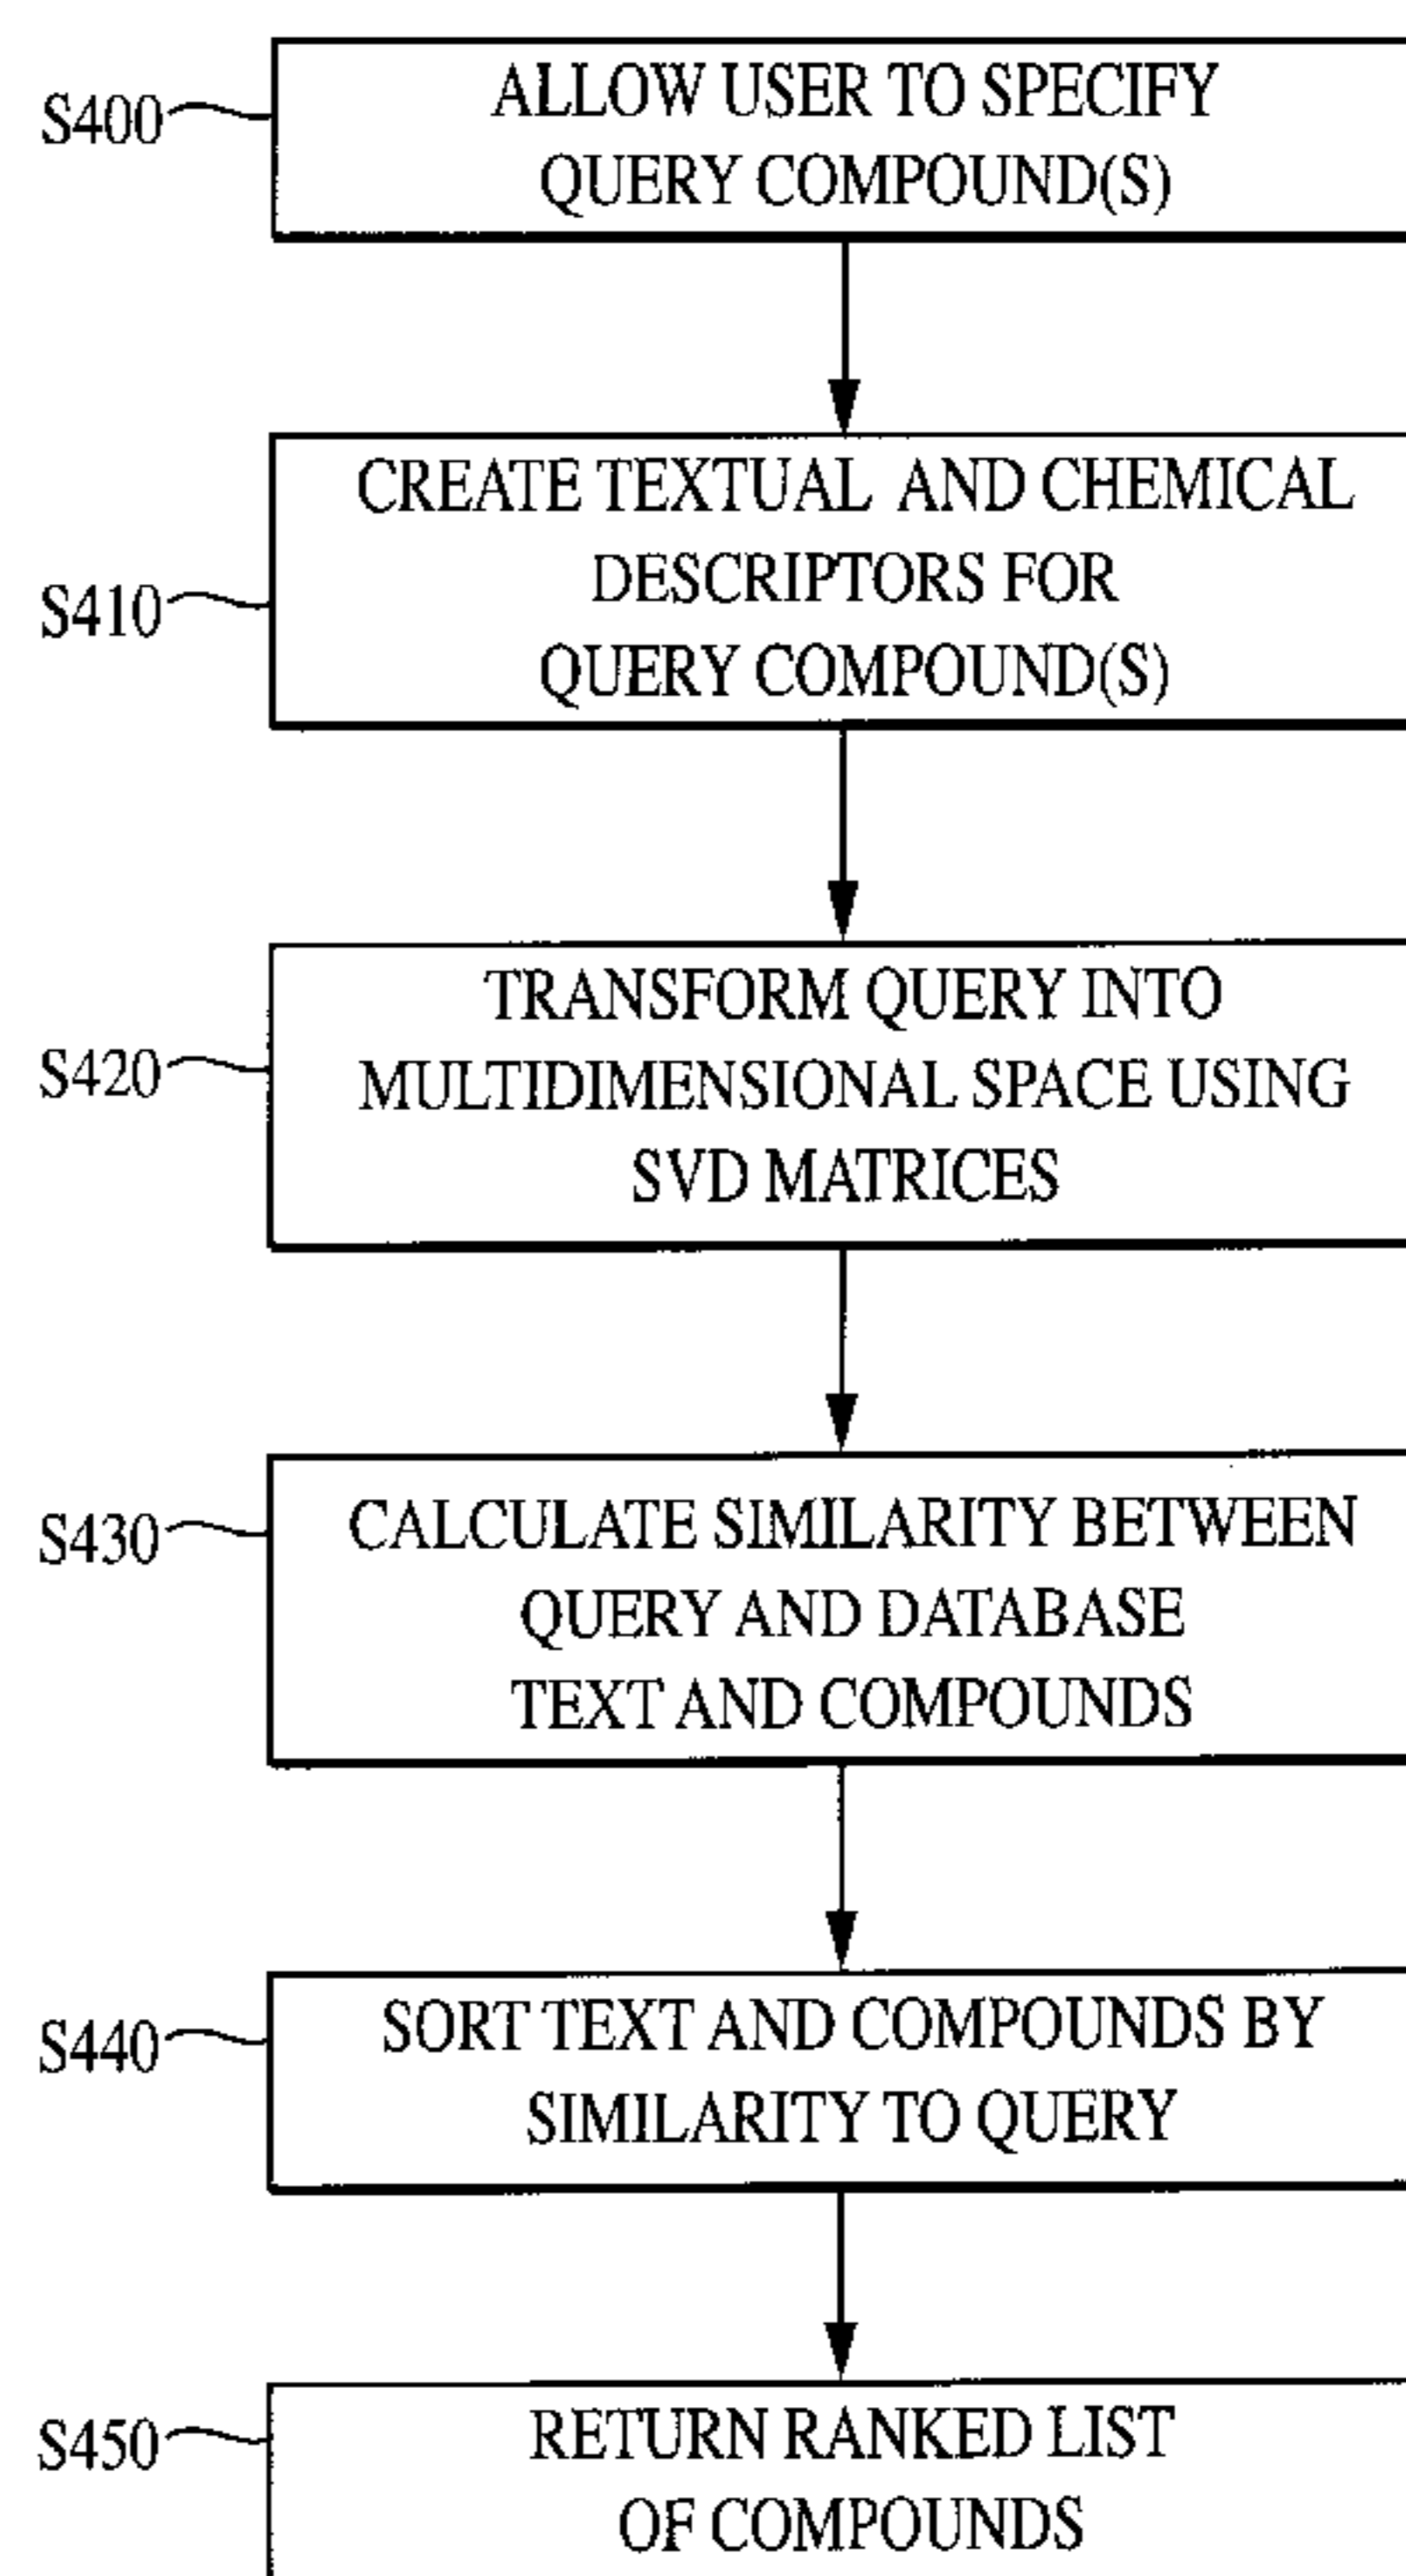 S400
ALLOW USER TO SPECIFY
QUERY COMPOUND(S)
S410
CREATE TEXTUAL AND CHEMICAL
DESCRIPTORS FOR
QUERY COMPOUND(S)
S420
TRANSFORM QUERY INTO
MULTIDIMENSIONAL SPACE USING
SVD MATRICES
S430
CALCULATE SIMILARITY BETWEEN
QUERY AND DATABASE
TEXT AND COMPOUNDS
S440
SORT TEXT AND COMPOUNDS BY
SIMILARITY TO QUERY
S450
RETURN RANKED LIST
OF COMPOUNDS